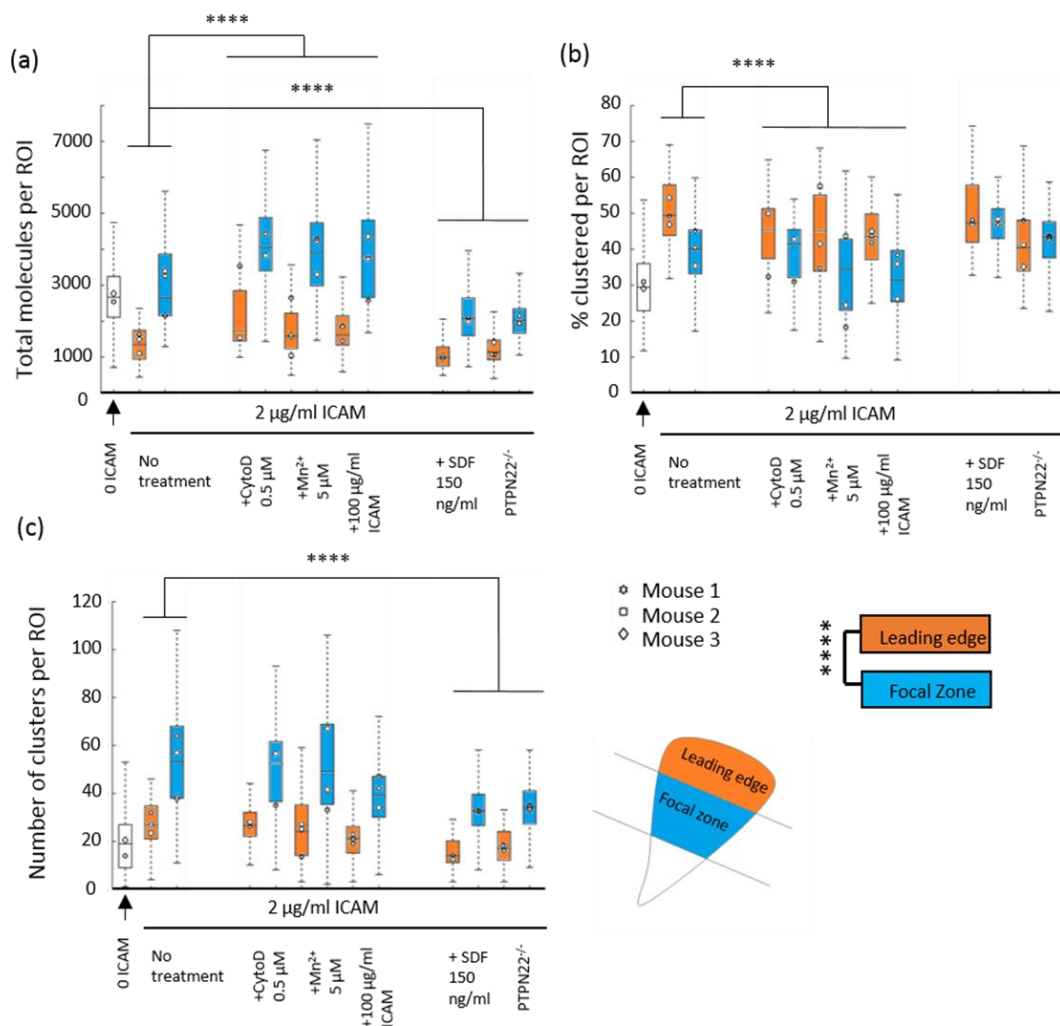 (a)
****
****
Total molecules per ROI
7000
5000
3000
1000
0
0 ICAM
2 µg/ml ICAM
No
treatment
+CytoD
0.5 µM
+Mn²⁺
5 µM
+100 µg/ml
ICAM
+ SDF
150
ng/ml
PTPN22⁻/⁻
(b)
****
% clustered per ROI
80
70
60
50
40
30
20
10
0
0 ICAM
2 µg/ml ICAM
No
treatment
+CytoD
0.5 µM
+Mn²⁺
5 µM
+100 µg/ml
ICAM
+ SDF
150
ng/ml
PTPN22⁻/⁻
(c)
****
Number of clusters per ROI
120
100
80
60
40
20
0
0 ICAM
2 µg/ml ICAM
No
treatment
+CytoD
0.5 µM
+Mn²⁺
5 µM
+100 µg/ml
ICAM
+ SDF
150
ng/ml
PTPN22⁻/⁻
Mouse 1
Mouse 2
Mouse 3
****
Leading edge
Focal Zone
Leading edge
Focal zone